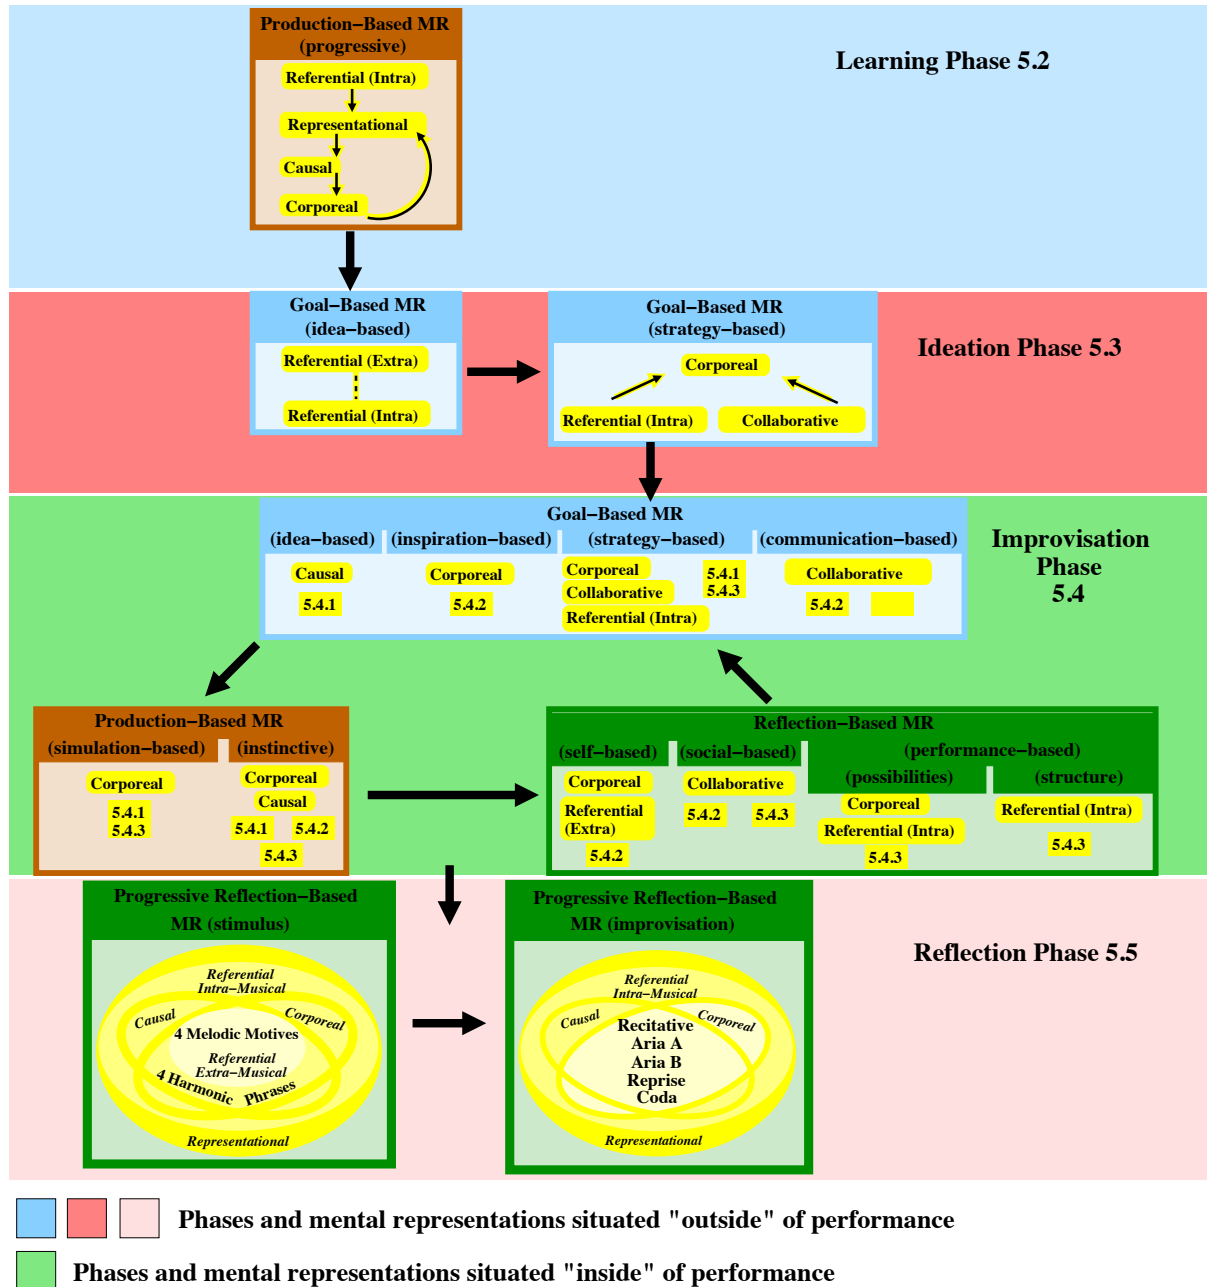 Production−Based MR
(progressive)
Learning Phase 5.2
Referential (Intra)
Representational
Causal
Corporeal
Goal−Based MR
(idea−based)
Referential (Extra)
Referential (Intra)
Goal−Based MR
(strategy−based)
Corporeal
Referential (Intra)
Collaborative
Ideation Phase 5.3
Goal−Based MR
(idea−based)
(inspiration−based)
(strategy−based)
(communication−based)
Causal
5.4.1
Corporeal
5.4.2
Corporeal
Collaborative
Referential (Intra)
5.4.1
5.4.3
Collaborative
5.4.2
Improvisation
Phase
5.4
Production−Based MR
(simulation−based)
(instinctive)
Corporeal
5.4.1
5.4.3
Corporeal
Causal
5.4.1
5.4.2
5.4.3
Reflection−Based MR
(self−based)
(social−based)
(performance−based)
(possibilities)
(structure)
Corporeal
Referential
(Extra)
5.4.2
Collaborative
5.4.2
5.4.3
Corporeal
Referential (Intra)
5.4.3
Referential (Intra)
5.4.3
Progressive Reflection−Based
MR (stimulus)
Referential
Intra−Musical
Causal
Corporeal
4 Melodic Motives
Referential
Extra−Musical
4 Harmonic Phrases
Representational
Progressive Reflection−Based
MR (improvisation)
Referential
Intra−Musical
Causal
Corporeal
Recitative
Aria A
Aria B
Reprise
Coda
Representational
Reflection Phase 5.5
Phases and mental representations situated "outside" of performance
Phases and mental representations situated "inside" of performance